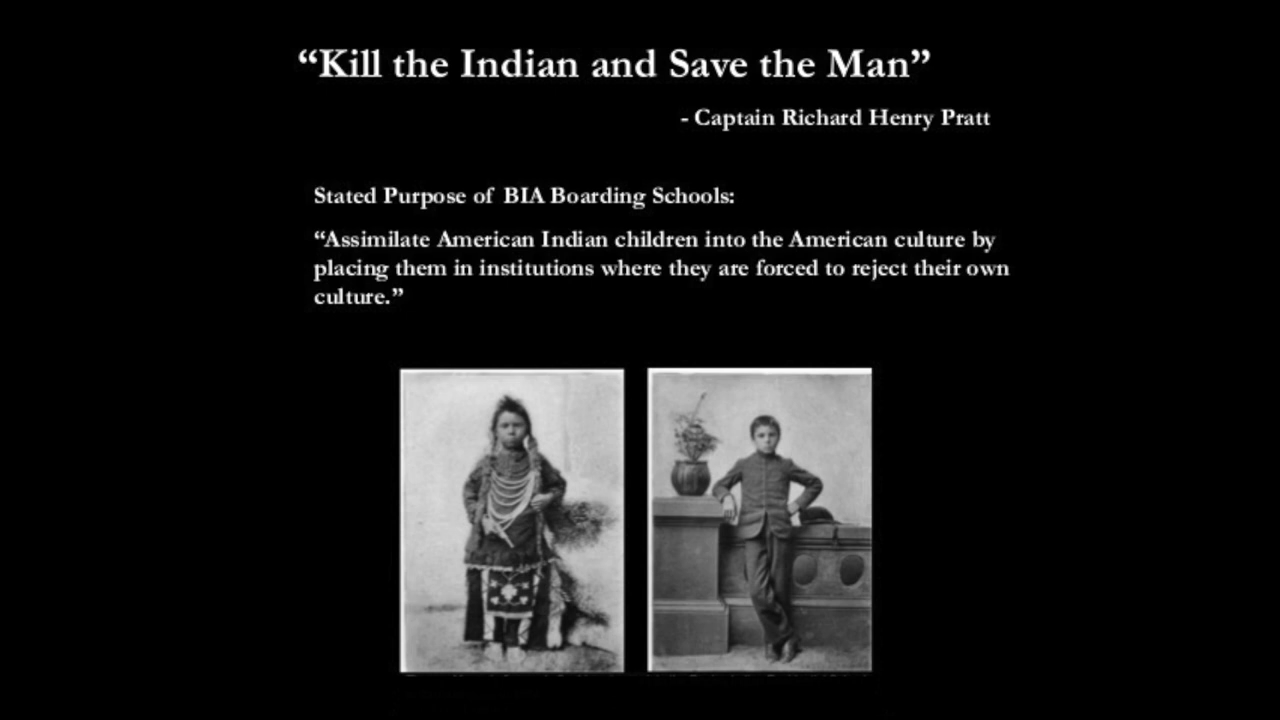 “Kill the Indian and Save the Man”
- Captain Richard Henry Pratt
Stated Purpose of BIA Boarding Schools:
“Assimilate American Indian children into the American culture by
placing them in institutions where they are forced to reject their own
culture.”